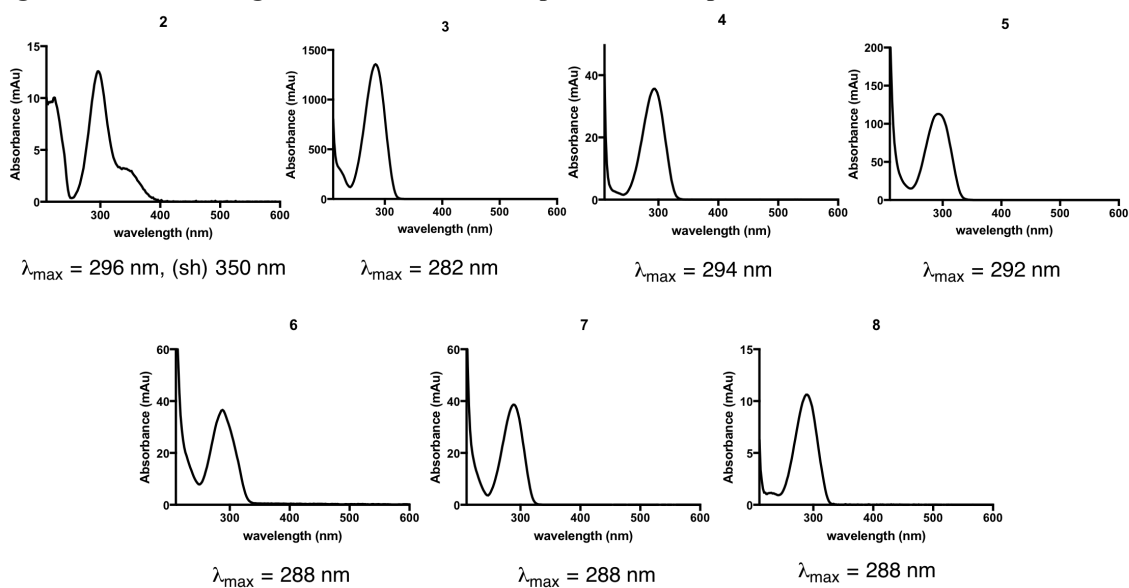 2
3
4
5
15
10
5
0
300 400 500 600
Absorbance (mAu)
wavelength (nm)
1500
1000
500
0
300 400 500 600
Absorbance (mAu)
wavelength (nm)
40
20
0
300 400 500 600
Absorbance (mAu)
wavelength (nm)
200
150
100
50
0
300 400 500 600
Absorbance (mAu)
wavelength (nm)
λmax = 296 nm, (sh) 350 nm
λmax = 282 nm
λmax = 294 nm
λmax = 292 nm
6
7
8
60
40
20
0
300 400 500 600
Absorbance (mAu)
wavelength (nm)
60
40
20
0
300 400 500 600
Absorbance (mAu)
wavelength (nm)
15
10
5
0
300 400 500 600
Absorbance (mAu)
wavelength (nm)
λmax = 288 nm
λmax = 288 nm
λmax = 288 nm